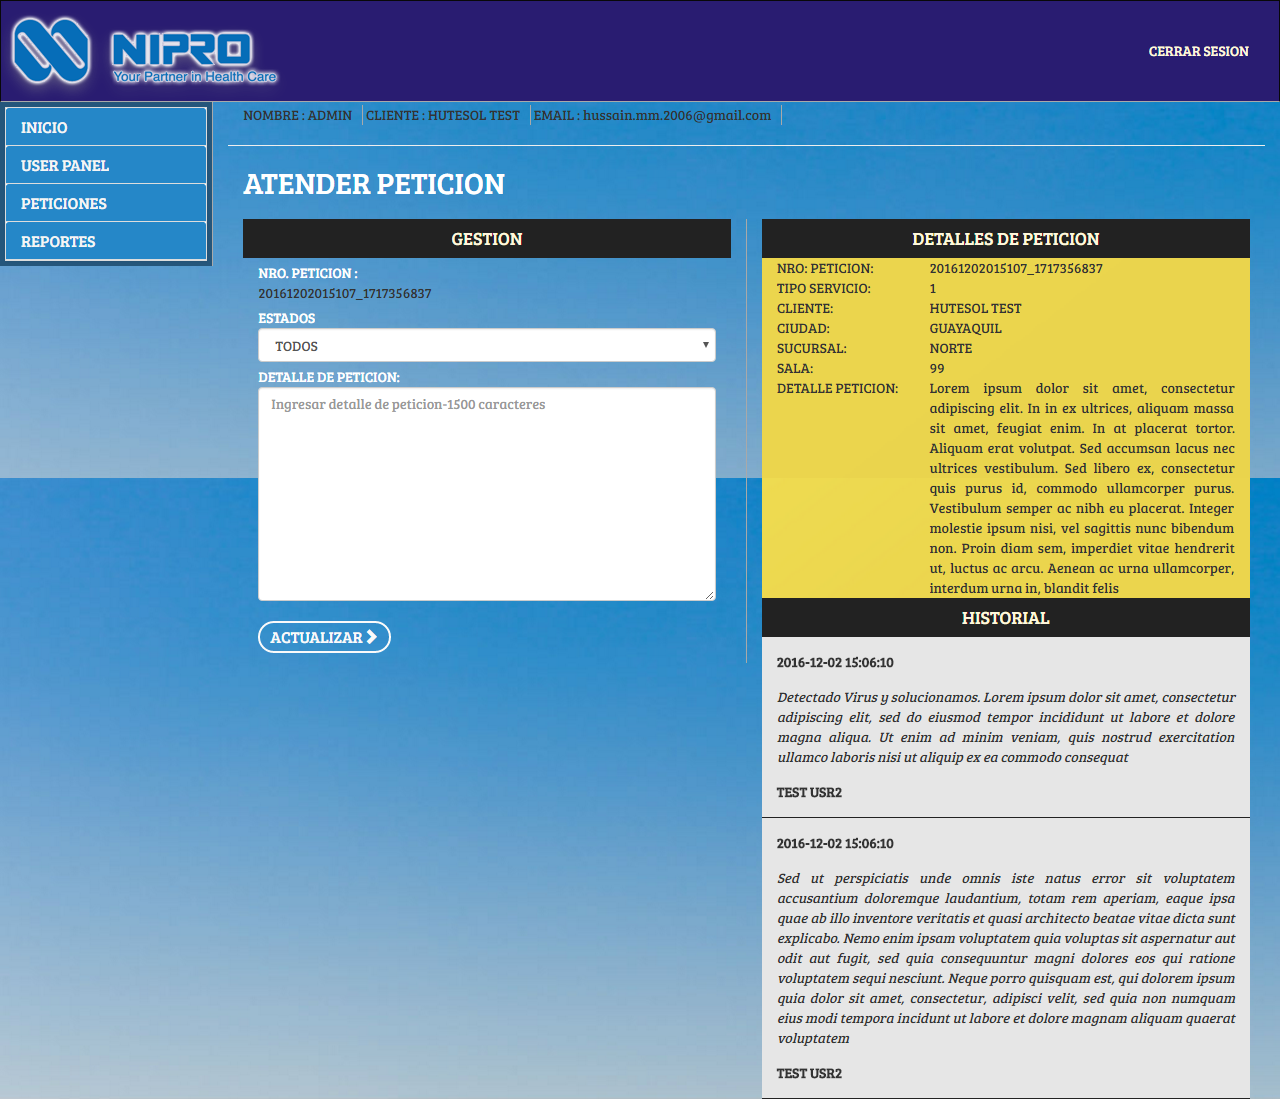 NIPRO
Your Partner in Health Care
CERRAR SESION
INICIO
USER PANEL
PETICIONES
REPORTES
NOMBRE : ADMIN CLIENTE : HUTESOL TEST EMAIL : hussain.mm.2006@gmail.com
ATENDER PETICION
GESTION
NRO. PETICION :
20161202015107_1717356837
ESTADOS
TODOS
DETALLE DE PETICION:
Ingresar detalle de peticion-1500 caracteres
ACTUALIZAR
DETALLES DE PETICION
NRO: PETICION: 20161202015107_1717356837
TIPO SERVICIO: 1
CLIENTE: HUTESOL TEST
CIUDAD: GUAYAQUIL
SUCURSAL: NORTE
SALA: 99
DETALLE PETICION: Lorem ipsum dolor sit amet, consectetur
adipiscing elit. In in ex ultrices, aliquam massa
sit amet, feugiat enim. In at placerat tortor.
Aliquam erat volutpat. Sed accumsan lacus nec
ultrices vestibulum. Sed libero ex, consectetur
quis purus id, commodo ullamcorper purus.
Vestibulum semper ac nibh eu placerat. Integer
molestie ipsum nisi, vel sagittis nunc bibendum
non. Proin diam sem, imperdiet vitae hendrerit
ut, luctus ac arcu. Aenean ac urna ullamcorper,
interdum urna in, blandit felis
HISTORIAL
2016-12-02 15:06:10
Detectado Virus y solucionamos. Lorem ipsum dolor sit amet, consectetur
adipiscing elit, sed do eiusmod tempor incididunt ut labore et dolore
magna aliqua. Ut enim ad minim veniam, quis nostrud exercitation
ullamco laboris nisi ut aliquip ex ea commodo consequat
TEST USR2
2016-12-02 15:06:10
Sed ut perspiciatis unde omnis iste natus error sit voluptatem
accusantium doloremque laudantium, totam rem aperiam, eaque ipsa
quae ab illo inventore veritatis et quasi architecto beatae vitae dicta sunt
explicabo. Nemo enim ipsam voluptatem quia voluptas sit aspernatur aut
odit aut fugit, sed quia consequuntur magni dolores eos qui ratione
voluptatem sequi nesciunt. Neque porro quisquam est, qui dolorem ipsum
quia dolor sit amet, consectetur, adipisci velit, sed quia non numquam
eius modi tempora incidunt ut labore et dolore magnam aliquam quaerat
voluptatem
TEST USR2